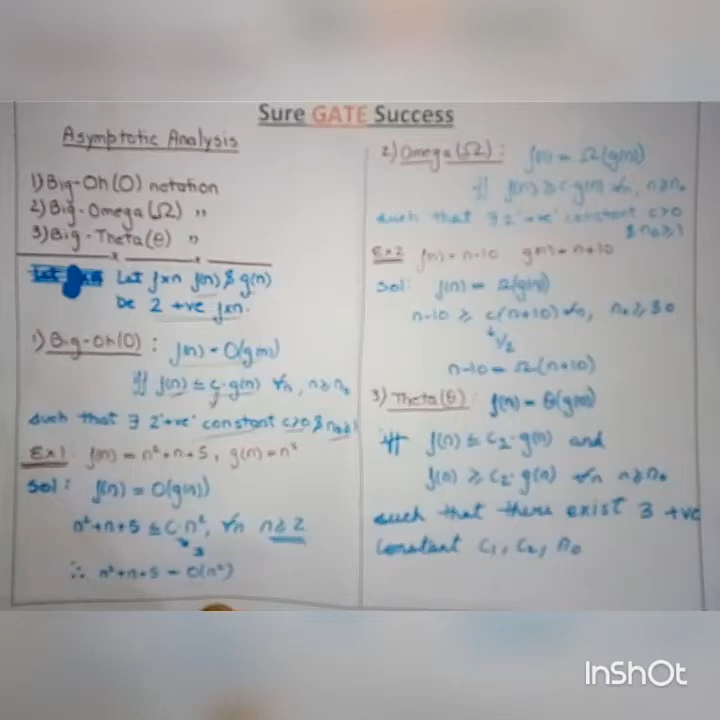 Sure GATE Success
Asymptotic Analysis
1) Big-Oh(O) notation
2) Big-Omega(Ω) "
3) Big-Theta(θ) "
Let fxn f(n) & g(n)
be 2 +ve fxn.
1) Big-Oh(O) : f(n) = O(g(n))
iff f(n) ≤ c·g(n) ∀n, n≥n₀
such that ∃ 2 '+ve' constant c>0 & n₀≥1
Ex1 f(n) = n²+n+5, g(n) = n²
Sol: f(n) = O(g(n))
n²+n+5 ≤ c·n², ∀n n≥2
3
∴ n²+n+5 = O(n²)
2) Omega(Ω) : f(n) = Ω(g(n))
iff f(n) ≥ c·g(n) ∀n, n≥n₀
such that ∃ 2 '+ve' constant c>0
& n₀≥1
Ex2 f(n) = n-10 g(n) = n+10
Sol: f(n) = Ω(g(n))
n-10 ≥ c(n+10) ∀n, n₀≥30
1/2
n-10 = Ω(n+10)
3) Theta(θ) : f(n) = θ(g(n))
iff f(n) ≤ c₂·g(n) and
f(n) ≥ c₂·g(n) ∀n n≥n₀
such that there exist 3 +ve
constant c₁, c₂, n₀
InShOt